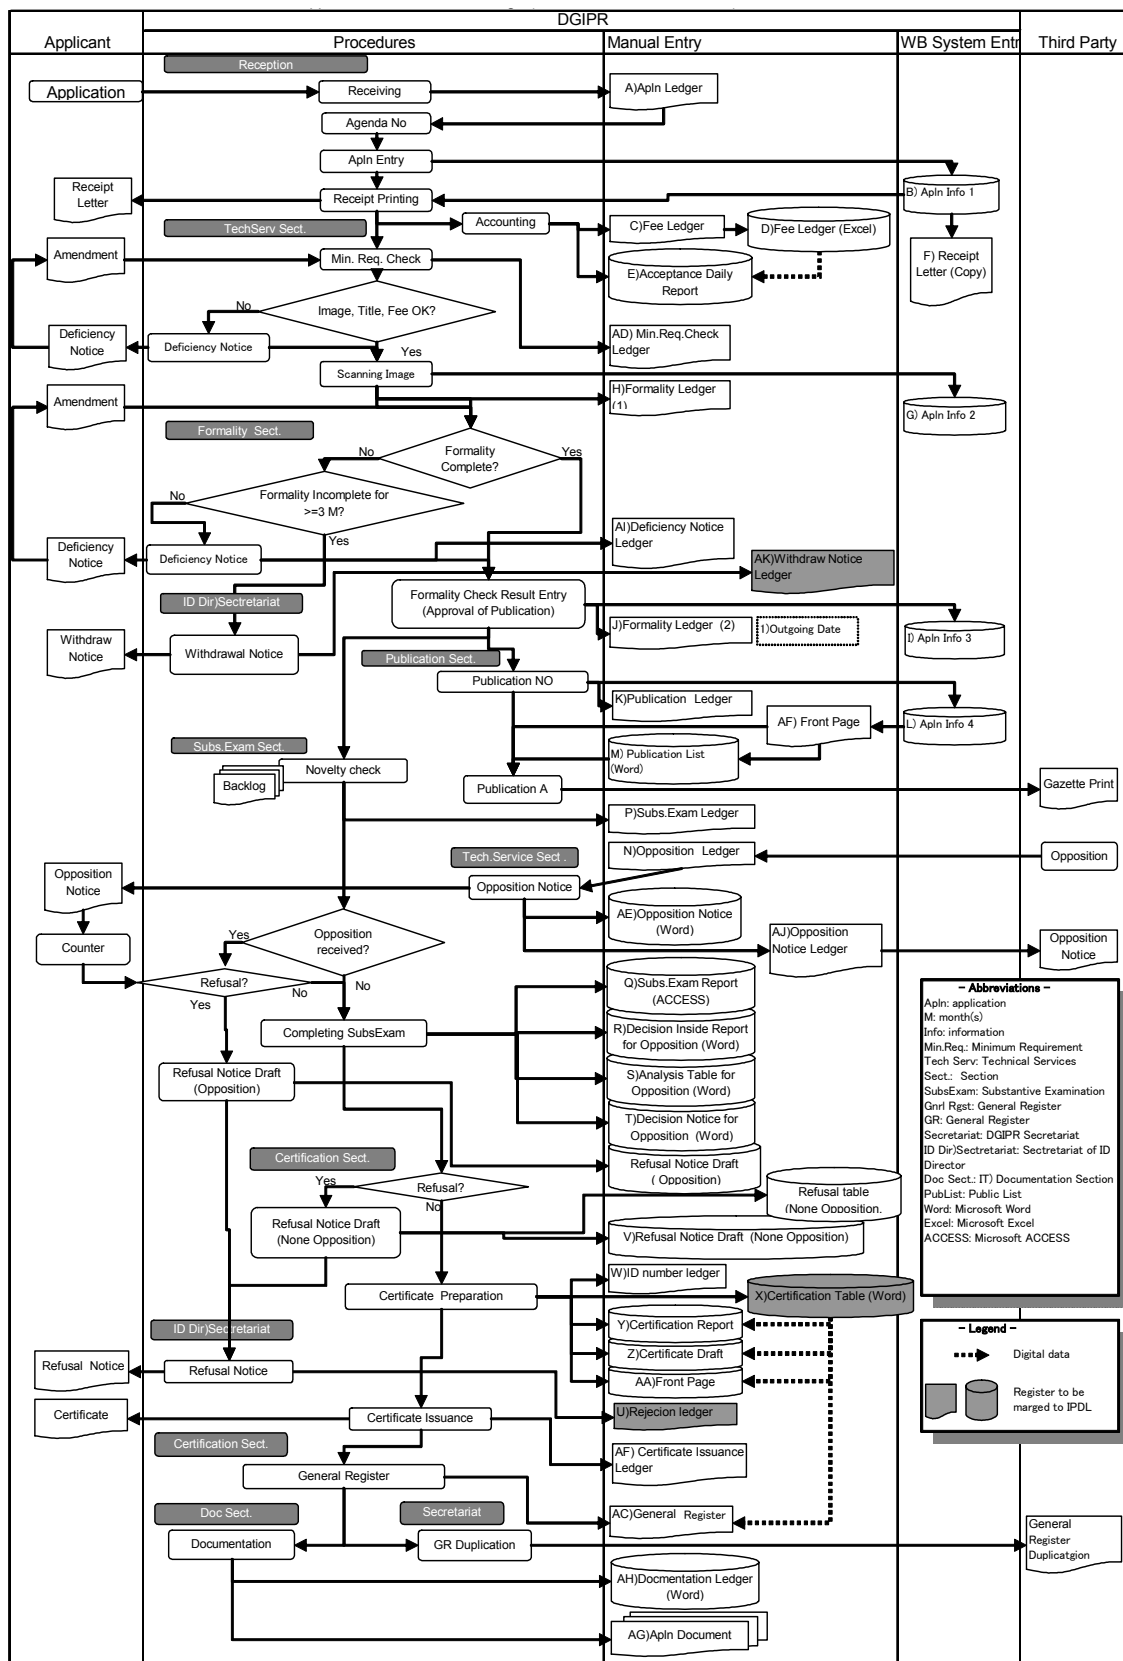 DGIPR
Applicant
Procedures
Manual Entry
WB System Entr
Third Party
Reception
Application
Receiving
A)Apln Ledger
Agenda No
Apln Entry
Receipt
Letter
Receipt Printing
B) Apln Info 1
TechServ Sect.
Accounting
C)Fee Ledger
D)Fee Ledger (Excel)
Amendment
Min. Req. Check
E)Acceptance Daily
Report
F) Receipt
Letter (Copy)
No
Image, Title, Fee OK?
Deficiency
Notice
Deficiency Notice
Yes
AD) Min.Req.Check
Ledger
Scanning Image
Amendment
H)Formality Ledger
(1)
G) Apln Info 2
Formality Sect.
No
Formality
Complete?
Yes
No
Formality Incomplete for
>=3 M?
Yes
Deficiency
Notice
Deficiency Notice
AI)Deficiency Notice
Ledger
AK)Withdraw Notice
Ledger
ID Dir)Sectretariat
Formality Check Result Entry
(Approval of Publication)
Withdraw
Notice
Withdrawal Notice
J)Formality Ledger (2)
1)Outgoing Date
I) Apln Info 3
Publication Sect.
Publication NO
K)Publication Ledger
AF) Front Page
L) Apln Info 4
Subs.Exam Sect.
Novelty check
M) Publication List
(Word)
Backlog
Publication A
Gazette Print
P)Subs.Exam Ledger
Tech.Service Sect .
N)Opposition Ledger
Opposition
Opposition
Notice
Opposition Notice
AE)Opposition Notice
(Word)
Counter
Yes
Opposition
received?
AJ)Opposition
Notice Ledger
Opposition
Notice
Refusal?
No
No
Yes
Q)Subs.Exam Report
(ACCESS)
Completing SubsExam
R)Decision Inside Report
for Opposition (Word)
Refusal Notice Draft
(Opposition)
S)Analysis Table for
Opposition (Word)
T)Decision Notice for
Opposition (Word)
Certification Sect.
Refusal Notice Draft
( Opposition)
Yes
Refusal?
No
Refusal table
(None Opposition.
Refusal Notice Draft
(None Opposition)
V)Refusal Notice Draft (None Opposition)
W)ID number ledger
Certificate Preparation
X)Certification Table (Word)
ID Dir)Sectretariat
Y)Certification Report
Z)Certificate Draft
Refusal Notice
Refusal Notice
AA)Front Page
Certificate
Certificate Issuance
U)Rejecion ledger
Certification Sect.
AF) Certificate Issuance
Ledger
General Register
Doc Sect.
Secretariat
AC)General Register
Documentation
GR Duplication
General
Register
Duplicatgion
AH)Docmentation Ledger
(Word)
AG)Apln Document
– Abbreviations –
Apln: application
M: month(s)
Info: information
Min.Req.: Minimum Requirement
Tech Serv: Technical Services
Sect.: Section
SubsExam: Substantive Examination
Gnrl Rgst: General Register
GR: General Register
Secretariat: DGIPR Secretariat
ID Dir)Sectretariat: Sectretariat of ID
Director
Doc Sect.: IT) Documentation Section
PubList: Public List
Word: Microsoft Word
Excel: Microsoft Excel
ACCESS: Microsoft ACCESS
– Legend –
Digital data
Register to be
marged to IPDL